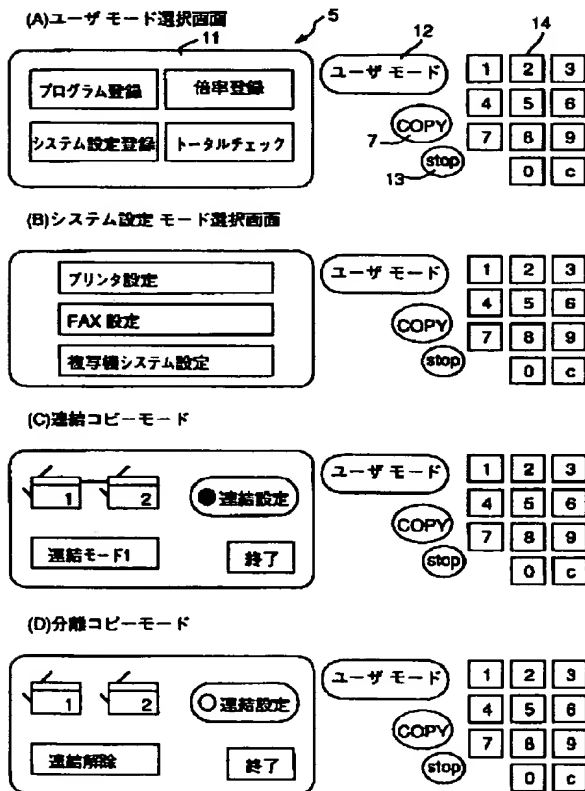 (A)ユーザ モード選択画面
5
11
12
14
プログラム登録 倍率登録
システム設定登録 トータルチェック
ユーザ モード
COPY
7
stop
13
1 2 3
4 5 6
7 8 9
0 c
(B)システム設定 モード選択画面
プリンタ設定
FAX 設定
複写機システム設定
ユーザ モード
COPY
stop
1 2 3
4 5 6
7 8 9
0 c
(C)連結コピーモード
1 2
連結設定
連結モード1
終了
ユーザ モード
COPY
stop
1 2 3
4 5 6
7 8 9
0 c
(D)分離コピーモード
1 2
連結設定
連結解除
終了
ユーザ モード
COPY
stop
1 2 3
4 5 6
7 8 9
0 c